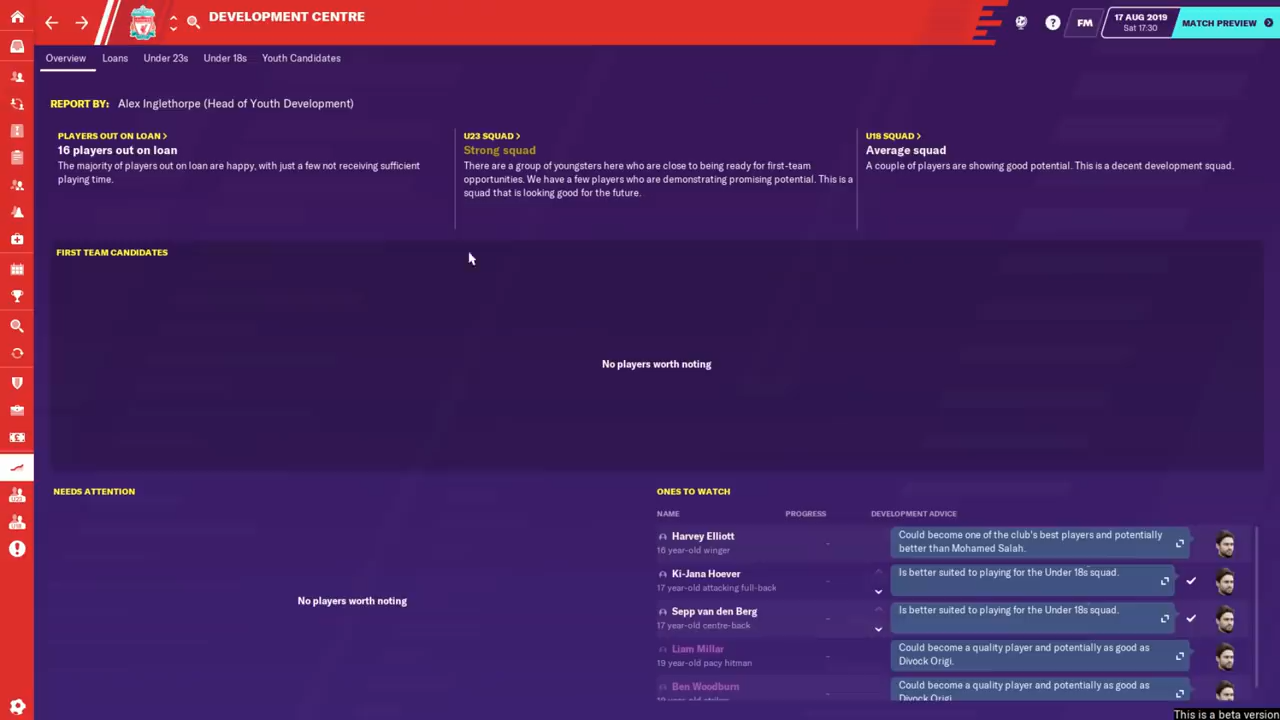 DEVELOPMENT CENTRE
FM
17 AUG 2019
Sat 17:30
MATCH PREVIEW
Overview Loans Under 23s Under 18s Youth Candidates
REPORT BY: Alex Inglethorpe (Head of Youth Development)
PLAYERS OUT ON LOAN >
16 players out on loan
The majority of players out on loan are happy, with just a few not receiving sufficient
playing time.
U23 SQUAD >
Strong squad
There are a group of youngsters here who are close to being ready for first-team
opportunities. We have a few players who are demonstrating promising potential. This is a
squad that is looking good for the future.
U18 SQUAD >
Average squad
A couple of players are showing good potential. This is a decent development squad.
FIRST TEAM CANDIDATES
No players worth noting
NEEDS ATTENTION
No players worth noting
ONES TO WATCH
NAME PROGRESS DEVELOPMENT ADVICE
Harvey Elliott
16 year-old winger
-
Could become one of the club's best players and potentially
better than Mohamed Salah.
Ki-Jana Hoever
17 year-old attacking full-back
-
Is better suited to playing for the Under 18s squad.
Sepp van den Berg
17 year-old centre-back
-
Is better suited to playing for the Under 18s squad.
Liam Millar
19 year-old pacy hitman
-
Could become a quality player and potentially as good as
Divock Origi.
Ben Woodburn
19 year-old striker
-
Could become a quality player and potentially as good as
Divock Origi.
U23
U18
This is a beta version